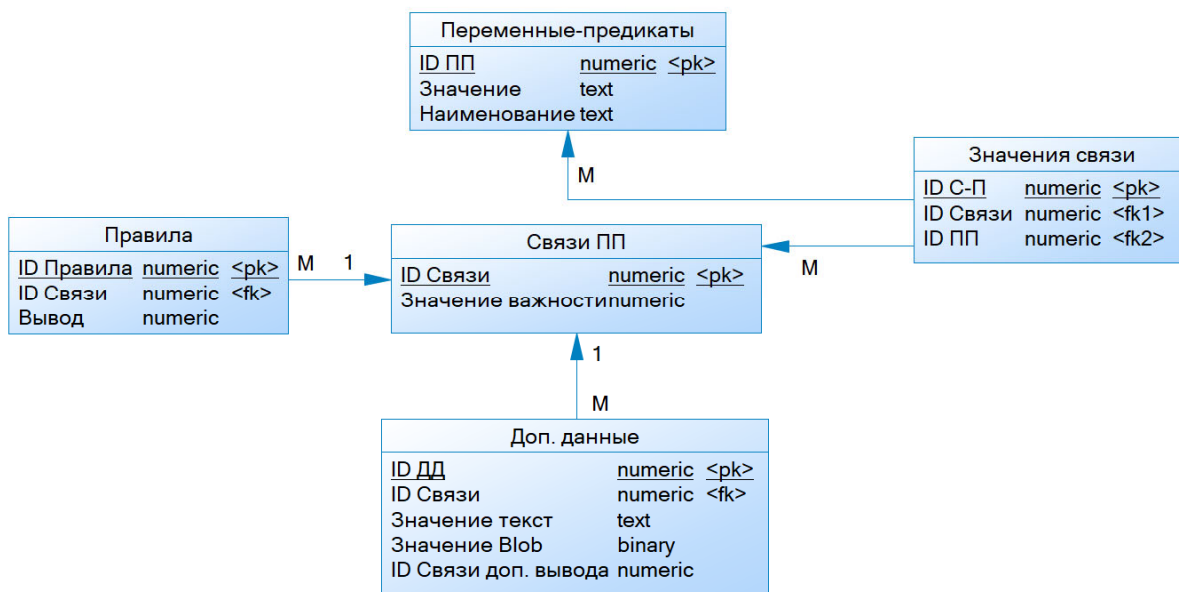 Переменные-предикаты
ID ПП numeric <pk>
Значение text
Наименование text
M
Значения связи
ID С-П numeric <pk>
ID Связи numeric <fk1>
ID ПП numeric <fk2>
M
Правила
ID Правила numeric <pk>
ID Связи numeric <fk>
Вывод numeric
M 1
Связи ПП
ID Связи numeric <pk>
Значение важности numeric
1
M
Доп. данные
ID ДД numeric <pk>
ID Связи numeric <fk>
Значение текст text
Значение Blob binary
ID Связи доп. вывода numeric